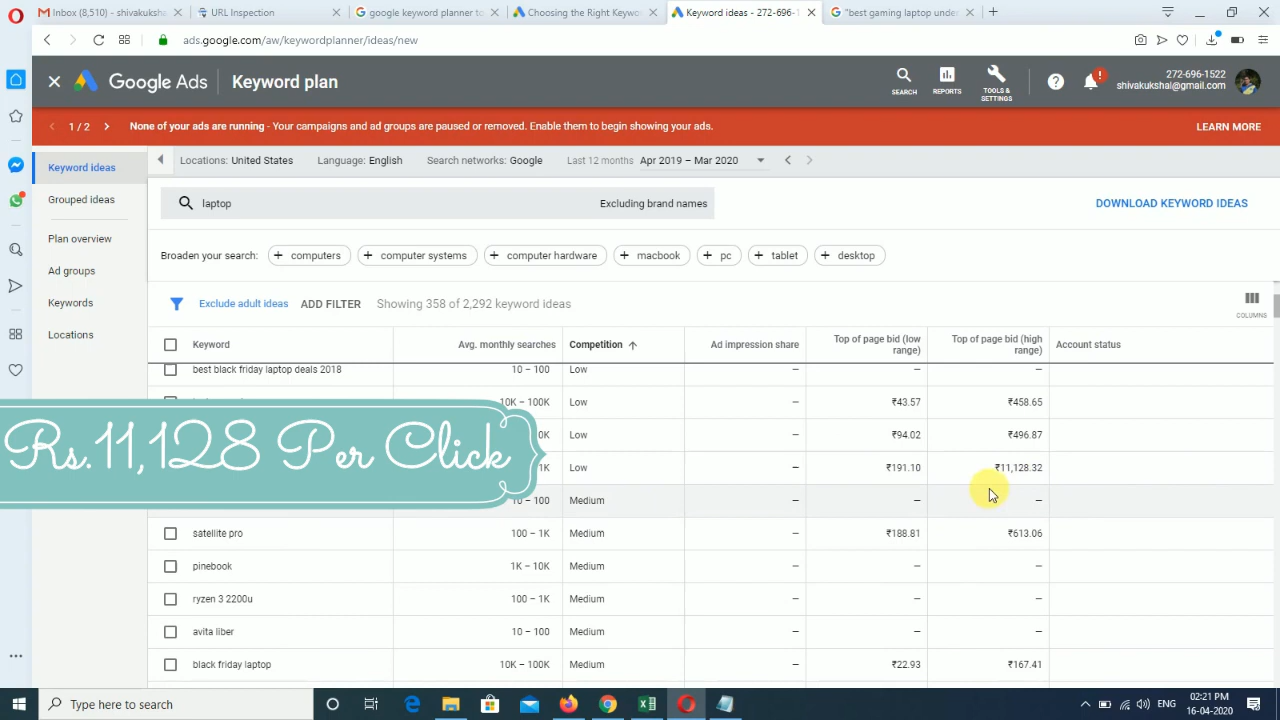 Inbox (8,510) - shivakuksha
URL Inspection
google keyword planner to
Choosing the Right Keywo
Keyword ideas - 272-696-1
"best gaming laptop unde
ads.google.com/aw/keywordplanner/ideas/new
Google Ads
Keyword plan
SEARCH
REPORTS
TOOLS & SETTINGS
272-696-1522
shivakukshal@gmail.com
1 / 2
None of your ads are running - Your campaigns and ad groups are paused or removed. Enable them to begin showing your ads.
LEARN MORE
Keyword ideas
Grouped ideas
Plan overview
Ad groups
Keywords
Locations
Locations: United States Language: English Search networks: Google Last 12 months Apr 2019 – Mar 2020
laptop Excluding brand names
DOWNLOAD KEYWORD IDEAS
Broaden your search: + computers + computer systems + computer hardware + macbook + pc + tablet + desktop
Exclude adult ideas ADD FILTER Showing 358 of 2,292 keyword ideas
COLUMNS
Keyword Avg. monthly searches Competition Ad impression share Top of page bid (low range) Top of page bid (high range) Account status
best black friday laptop deals 2018 10 – 100 Low – – –
10K – 100K Low – ₹43.57 ₹458.65
0K Low – ₹94.02 ₹496.87
1K Low – ₹191.10 ₹11,128.32
Rs.11,128 Per Click
10 – 100 Medium – – –
satellite pro 100 – 1K Medium – ₹188.81 ₹613.06
pinebook 1K – 10K Medium – – –
ryzen 3 2200u 100 – 1K Medium – – –
avita liber 10 – 100 Medium – – –
black friday laptop 10K – 100K Medium – ₹22.93 ₹167.41
Type here to search
ENG
02:21 PM
16-04-2020